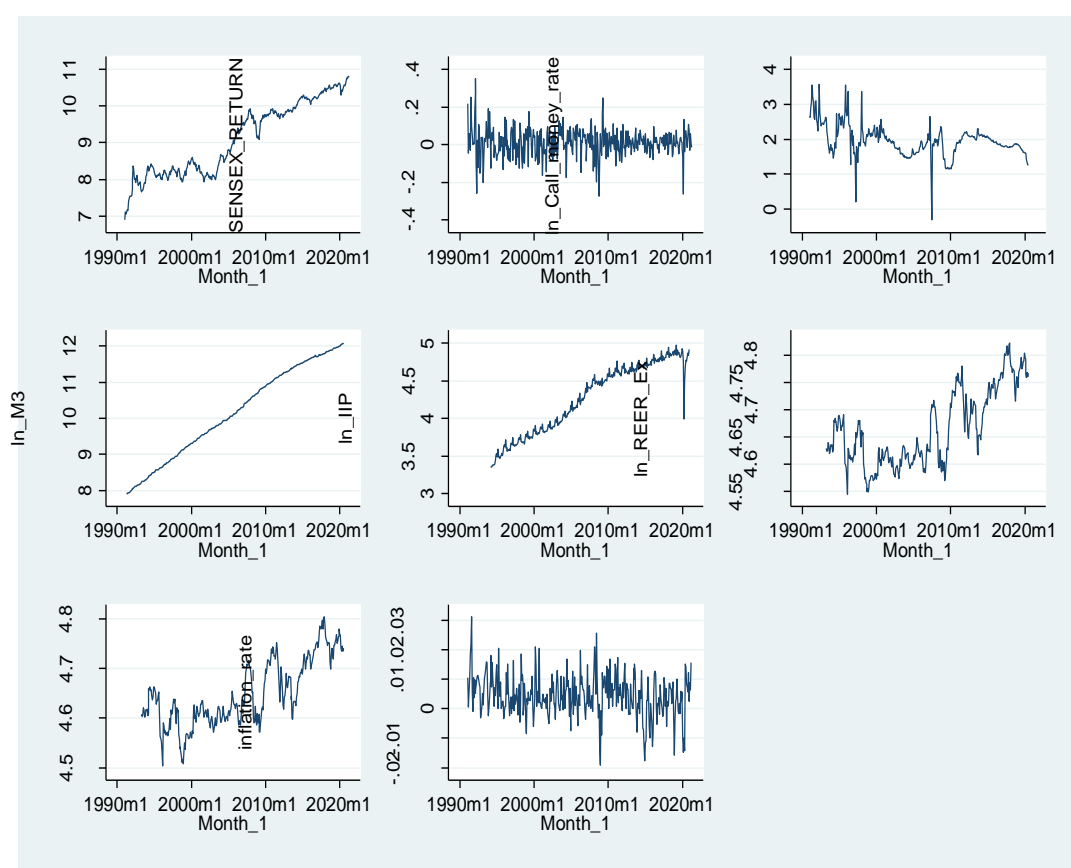 11
10
9
8
7
1990m1 2000m1 2010m1 2020m1
Month_1
SENSEX_RETURN
.4
.2
0
-.2
-.4
1990m1 2000m1 2010m1 2020m1
Month_1
ln_Call_money_rate
4
3
2
1
0
1990m1 2000m1 2010m1 2020m1
Month_1
ln_M3
12
11
10
9
8
1990m1 2000m1 2010m1 2020m1
Month_1
ln_IIP
5
4.5
4
3.5
3
1990m1 2000m1 2010m1 2020m1
Month_1
ln_REER_Ex
4.8
4.75
4.7
4.65
4.6
4.55
1990m1 2000m1 2010m1 2020m1
Month_1
4.8
4.7
4.6
4.5
1990m1 2000m1 2010m1 2020m1
Month_1
inflation_rate
.03
.02
.01
0
-.01
-.02
1990m1 2000m1 2010m1 2020m1
Month_1